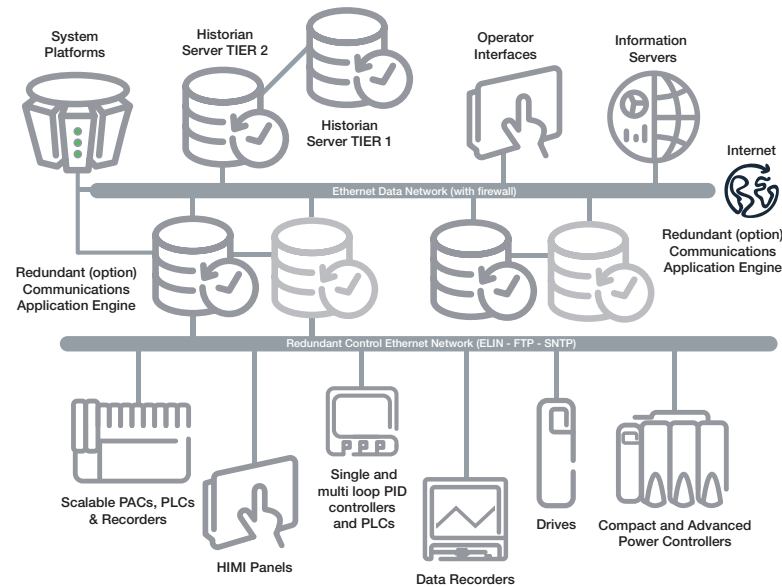 System
Platforms
Historian
Server TIER 2
Historian
Server TIER 1
Operator
Interfaces
Information
Servers
Internet
Ethernet Data Network (with firewall)
Redundant (option)
Communications
Application Engine
Redundant (option)
Communications
Application Engine
Redundant Control Ethernet Network (ELIN - FTP - SNTP)
Scalable PACs, PLCs
& Recorders
HIMI Panels
Single and
multi loop PID
controllers
and PLCs
Data Recorders
Drives
Compact and Advanced
Power Controllers